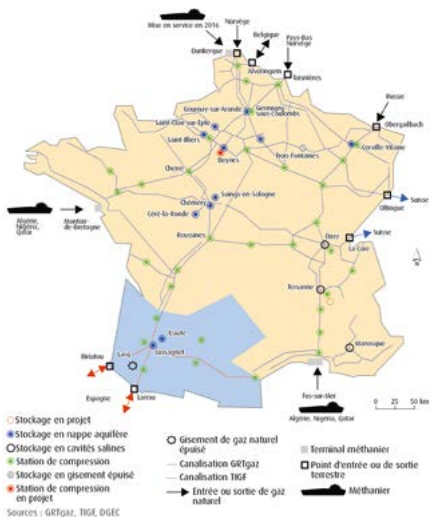 Mise en service en 2016
Norvège
Dunkerque
Belgique
Pays-Bas
Norvège
Alveringem
Taisnières
Gournay-sur-Aronde
Germigny-
sous-Coulombs
Russie
Obergailbach
Saint-Clair-sur-Epte
Saint-Illiers
Beynes
Trois-Fontaines
Cerville-Velaine
Cherré
Suisse
Oltingue
Chémery
Soings-en-Sologne
Céré-la-Ronde
Algérie,
Nigéria,
Qatar
Montoir-
de-Bretagne
Roussines
Suisse
La Cure
Tersanne
Manosque
Izaute
Lussagnet
Lacq
Biriatou
Espagne
Larrau
Fos-sur-Mer
Algérie, Nigéria, Qatar
0 25 50 km
Stockage en projet
Stockage en nappe aquifère
Stockage en cavités salines
Station de compression
Stockage en gisement épuisé
Station de compression
en projet
Gisement de gaz naturel
épuisé
Canalisation GRTgaz
Canalisation TIGF
Entrée ou sortie de gaz
naturel
Terminal méthanier
Point d'entrée ou de sortie
terrestre
Méthanier
Sources : GRTgaz, TIGF, DGEC